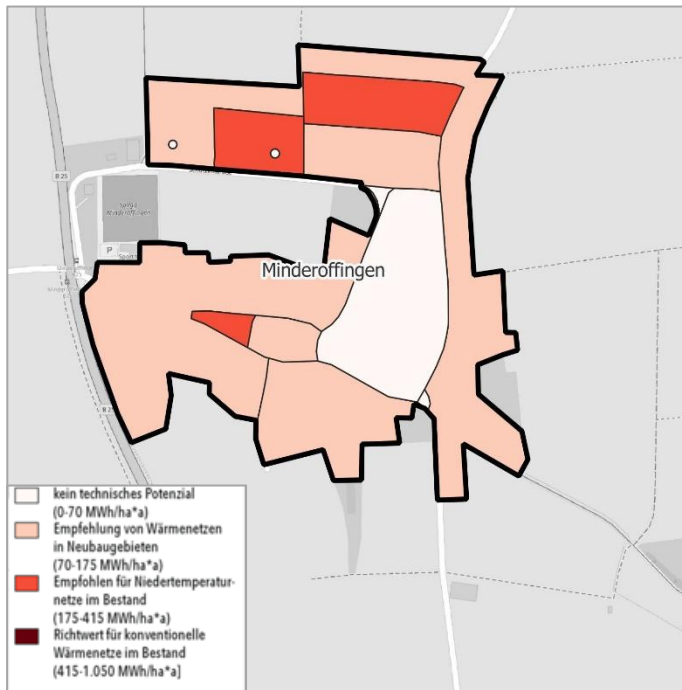 B 25
Minderoffingen
P
Minderoffingen
B 25
kein technisches Potenzial
(0-70 MWh/ha*a)
Empfehlung von Wärmenetzen
in Neubaugebieten
(70-175 MWh/ha*a)
Empfohlen für Niedertemperatur-
netze im Bestand
(175-415 MWh/ha*a)
Richtwert für konventionelle
Wärmenetze im Bestand
(415-1.050 MWh/ha*a]